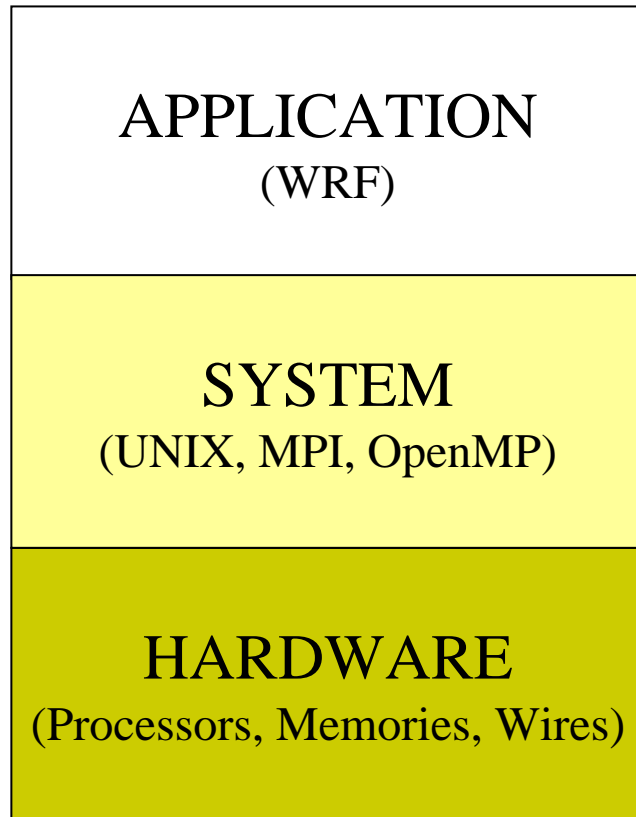 APPLICATION
(WRF)
SYSTEM
(UNIX, MPI, OpenMP)
HARDWARE
(Processors, Memories, Wires)